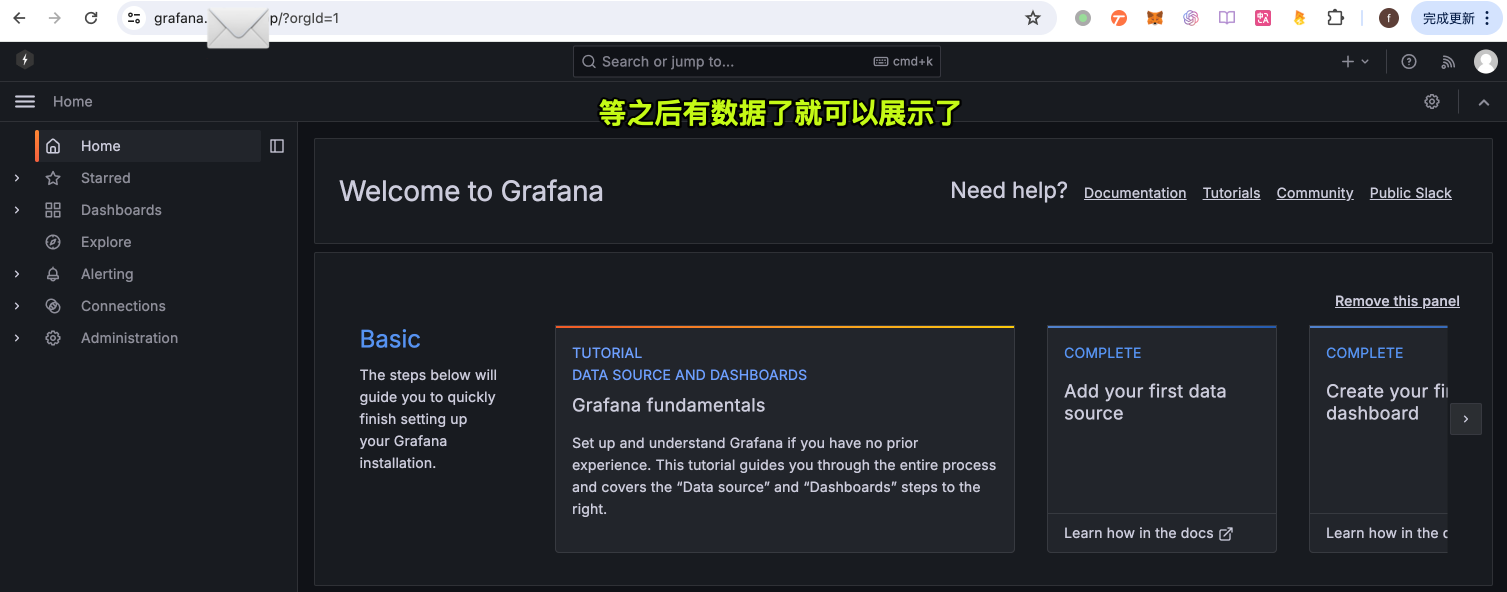 grafana.
p/?orgId=1
f
完成更新
Search or jump to...
cmd+k
Home
等之后有数据了就可以展示了
Home
Starred
Dashboards
Explore
Alerting
Connections
Administration
Welcome to Grafana
Need help?
Documentation
Tutorials
Community
Public Slack
Remove this panel
Basic
The steps below will
guide you to quickly
finish setting up
your Grafana
installation.
TUTORIAL
DATA SOURCE AND DASHBOARDS
Grafana fundamentals
Set up and understand Grafana if you have no prior
experience. This tutorial guides you through the entire process
and covers the “Data source” and “Dashboards” steps to the
right.
COMPLETE
Add your first data
source
Learn how in the docs
COMPLETE
Create your
dashboard
Learn how in the